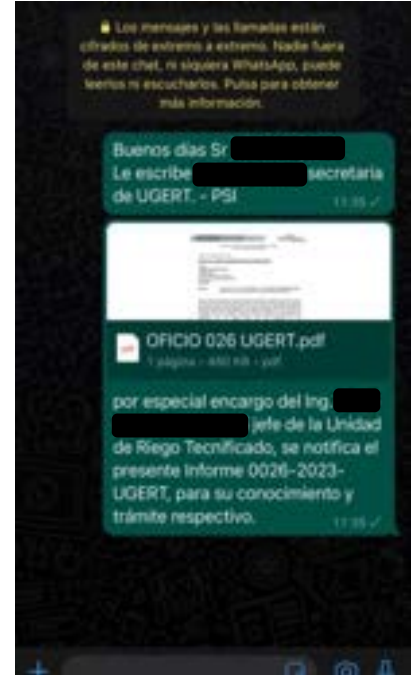 Los mensajes y las llamadas están
cifrados de extremo a extremo. Nadie fuera
de este chat, ni siquiera WhatsApp, puede
leerlos ni escucharlos. Pulsa para obtener
más información.
Buenos días Sr
Le escribe secretaria
de UGERT. - PSI
11:35
OFICIO 026 UGERT.pdf
1 página - 450 KB - pdf
por especial encargo del Ing.
jefe de la Unidad
de Riego Tecnificado, se notifica el
presente Informe 0026-2023-
UGERT, para su conocimiento y
trámite respectivo.
11:35